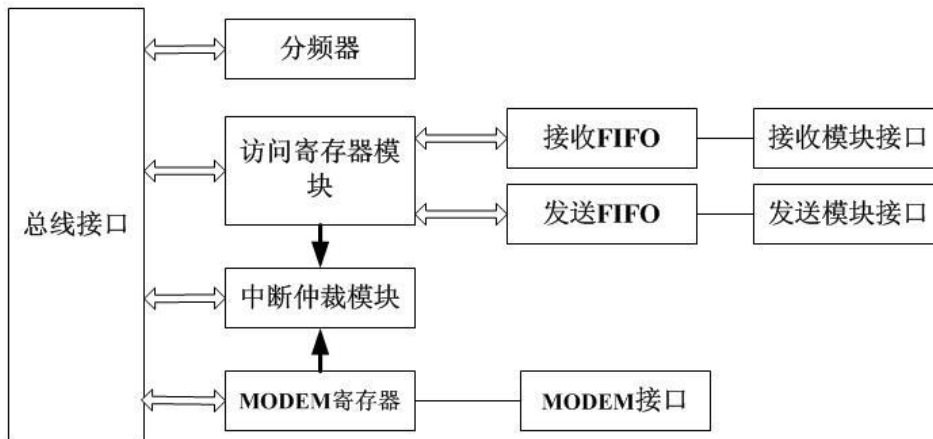 总线接口
分频器
访问寄存器模
块
接收FIFO
接收模块接口
发送FIFO
发送模块接口
中断仲裁模块
MODEM寄存器
MODEM接口